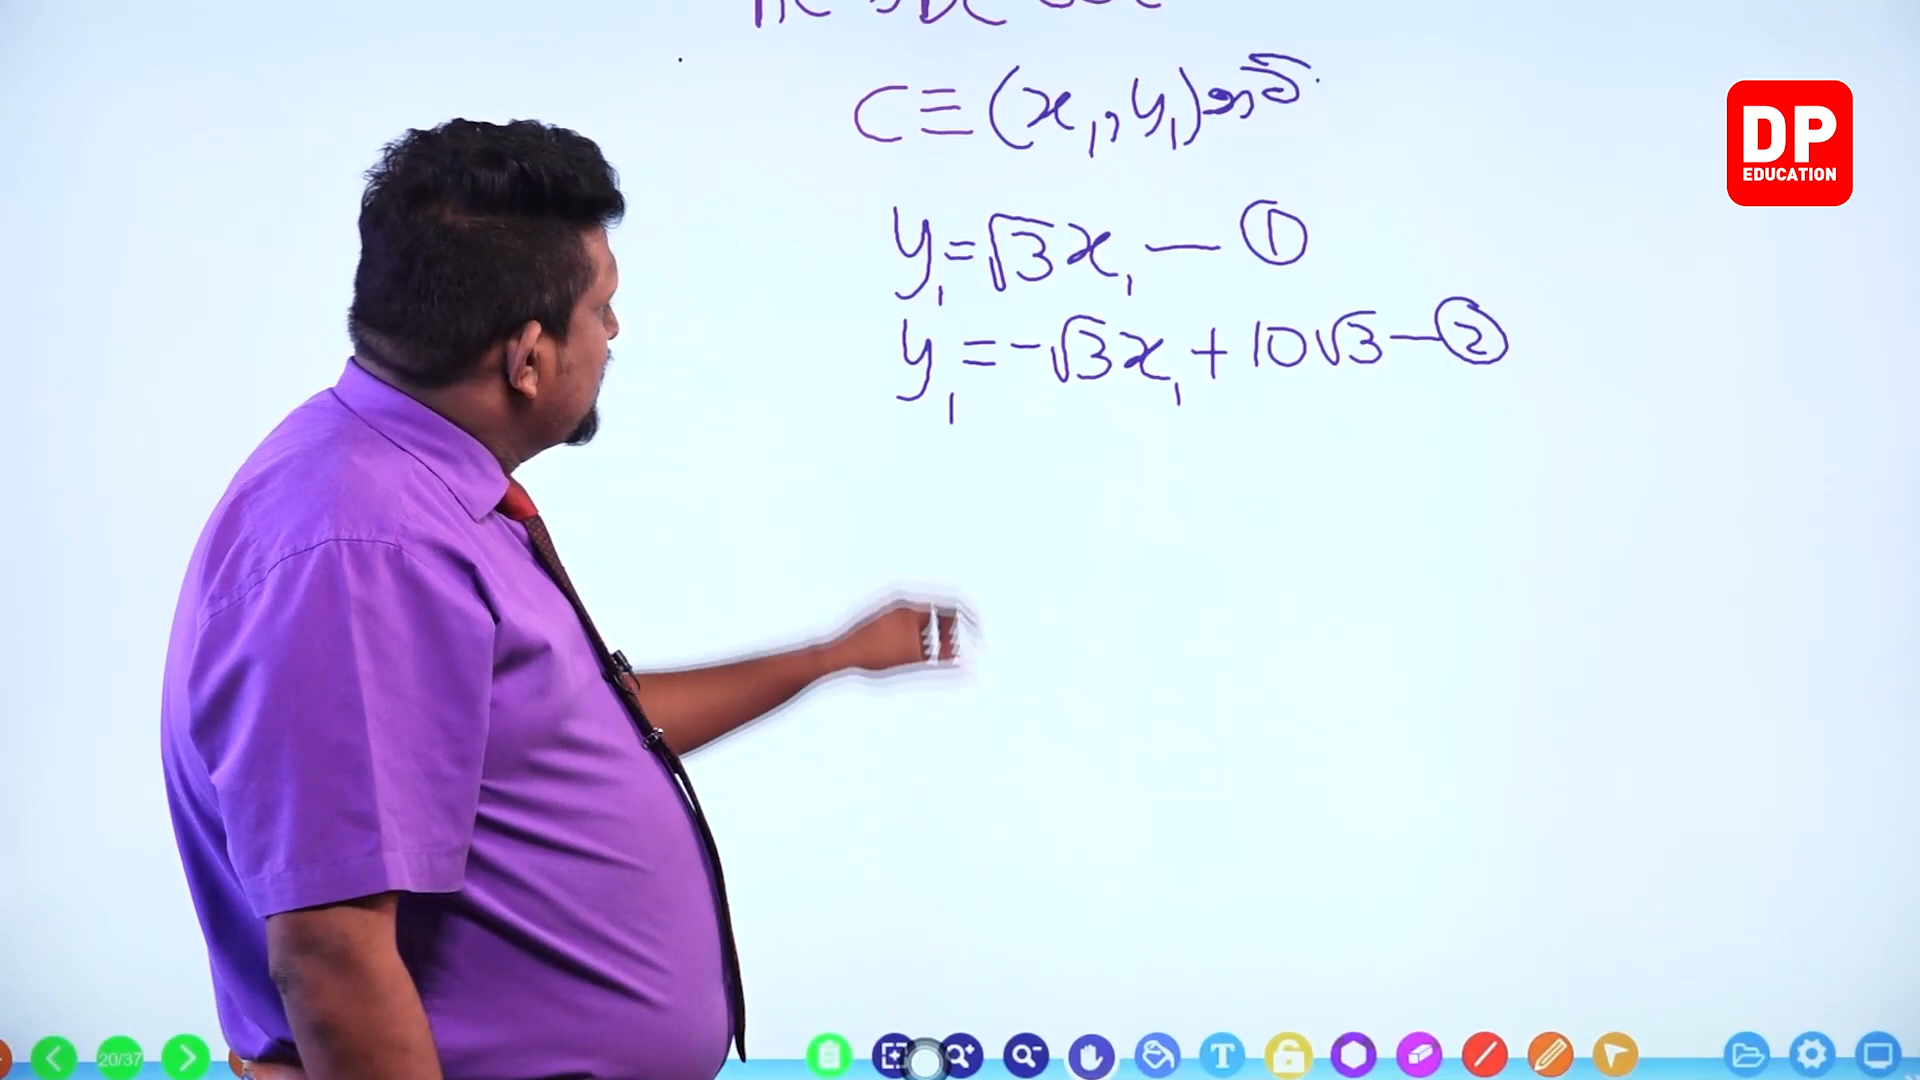 C≡(x₁, y₁) නම්
y₁ = √3x₁ — ①
y₁ = -√3x₁ + 10√3 — ②
DP
EDUCATION
20/37
T